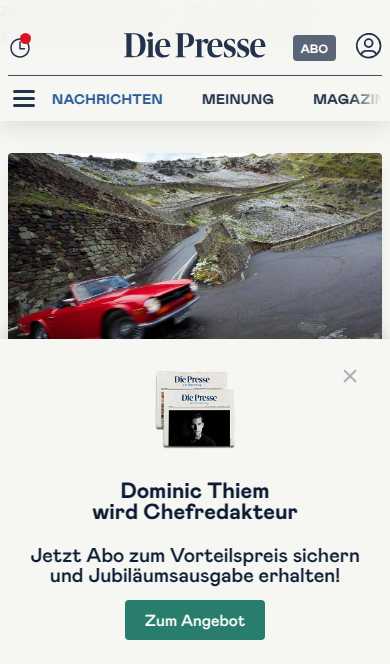 Die Presse
ABO
NACHRICHTEN
MEINUNG
MAGAZIN
Die Presse
Die Presse
Dominic Thiem
wird Chefredakteur
Jetzt Abo zum Vorteilspreis sichern
und Jubiläumsausgabe erhalten!
Zum Angebot